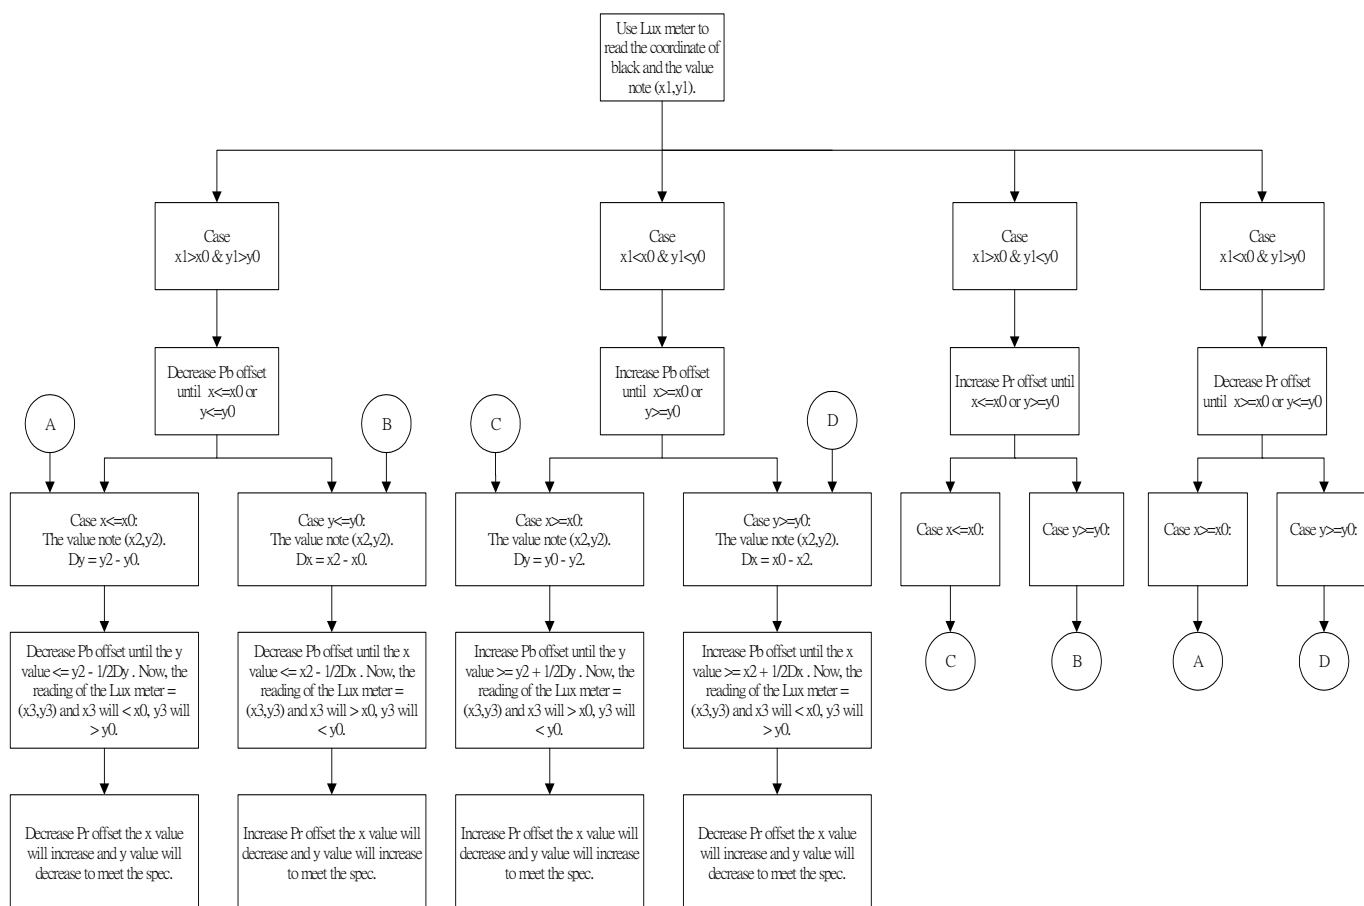 Use Lux meter to
read the coordinate of
black and the value
note (x1,y1).
Case
x1>x0 & y1>y0
Case
x1<x0 & y1<y0
Case
x1>x0 & y1<y0
Case
x1<x0 & y1>y0
Decrease Pb offset
until x<=x0 or
y<=y0
Increase Pb offset
until x>=x0 or
y>=y0
Increase Pr offset until
x<=x0 or y>=y0
Decrease Pr offset
until x>=x0 or y<=y0
A
B
C
D
Case x<=x0:
The value note (x2,y2).
Dy = y2 - y0.
Case y<=y0:
The value note (x2,y2).
Dx = x2 - x0.
Case x>=x0:
The value note (x2,y2).
Dy = y0 - y2.
Case y>=y0:
The value note (x2,y2).
Dx = x0 - x2.
Case x<=x0:
Case y>=y0:
Case x>=x0:
Case y>=y0:
Decrease Pb offset until the y
value <= y2 - 1/2Dy . Now, the
reading of the Lux meter =
(x3,y3) and x3 will < x0, y3 will
> y0.
Decrease Pb offset until the x
value <= x2 - 1/2Dx . Now, the
reading of the Lux meter =
(x3,y3) and x3 will > x0, y3 will
< y0.
Increase Pb offset until the y
value >= y2 + 1/2Dy . Now, the
reading of the Lux meter =
(x3,y3) and x3 will > x0, y3 will
< y0.
Increase Pb offset until the x
value >= x2 + 1/2Dx . Now, the
reading of the Lux meter =
(x3,y3) and x3 will < x0, y3 will
> y0.
C
B
A
D
Decrease Pr offset the x value
will increase and y value will
decrease to meet the spec.
Increase Pr offset the x value will
decrease and y value will increase
to meet the spec.
Increase Pr offset the x value will
decrease and y value will increase
to meet the spec.
Decrease Pr offset the x value
will increase and y value will
decrease to meet the spec.